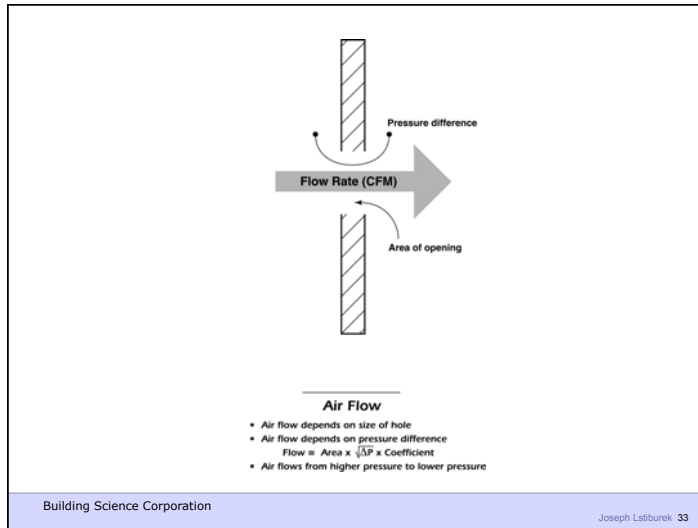 Pressure difference
Flow Rate (CFM)
Area of opening
Air Flow
▪ Air flow depends on size of hole
▪ Air flow depends on pressure difference
Flow ≅ Area x √ΔP x Coefficient
▪ Air flows from higher pressure to lower pressure
Building Science Corporation
Joseph Lstiburek 33